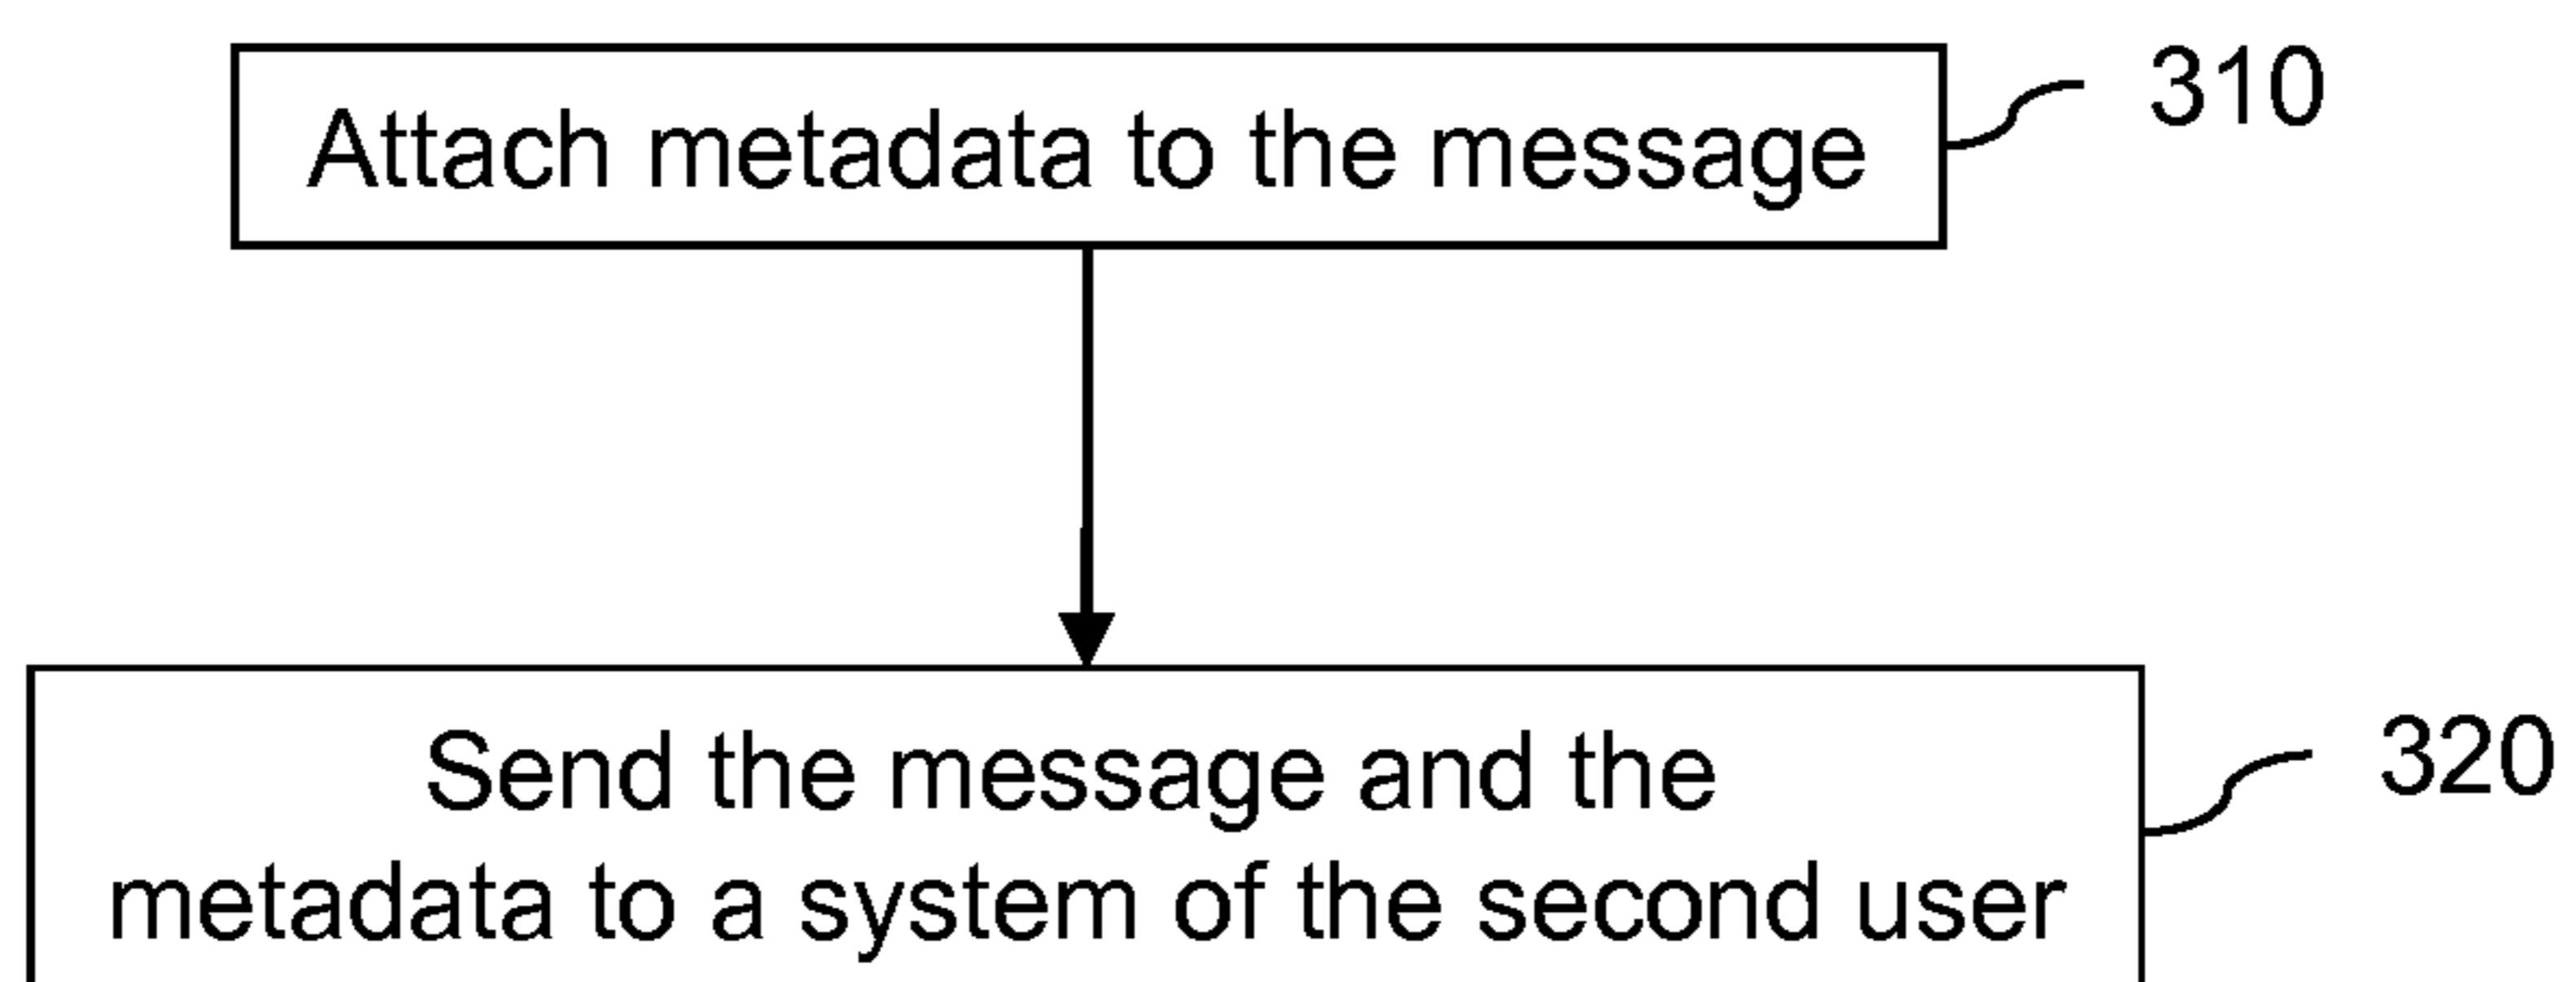 310
Attach metadata to the message
320
Send the message and the
metadata to a system of the second user